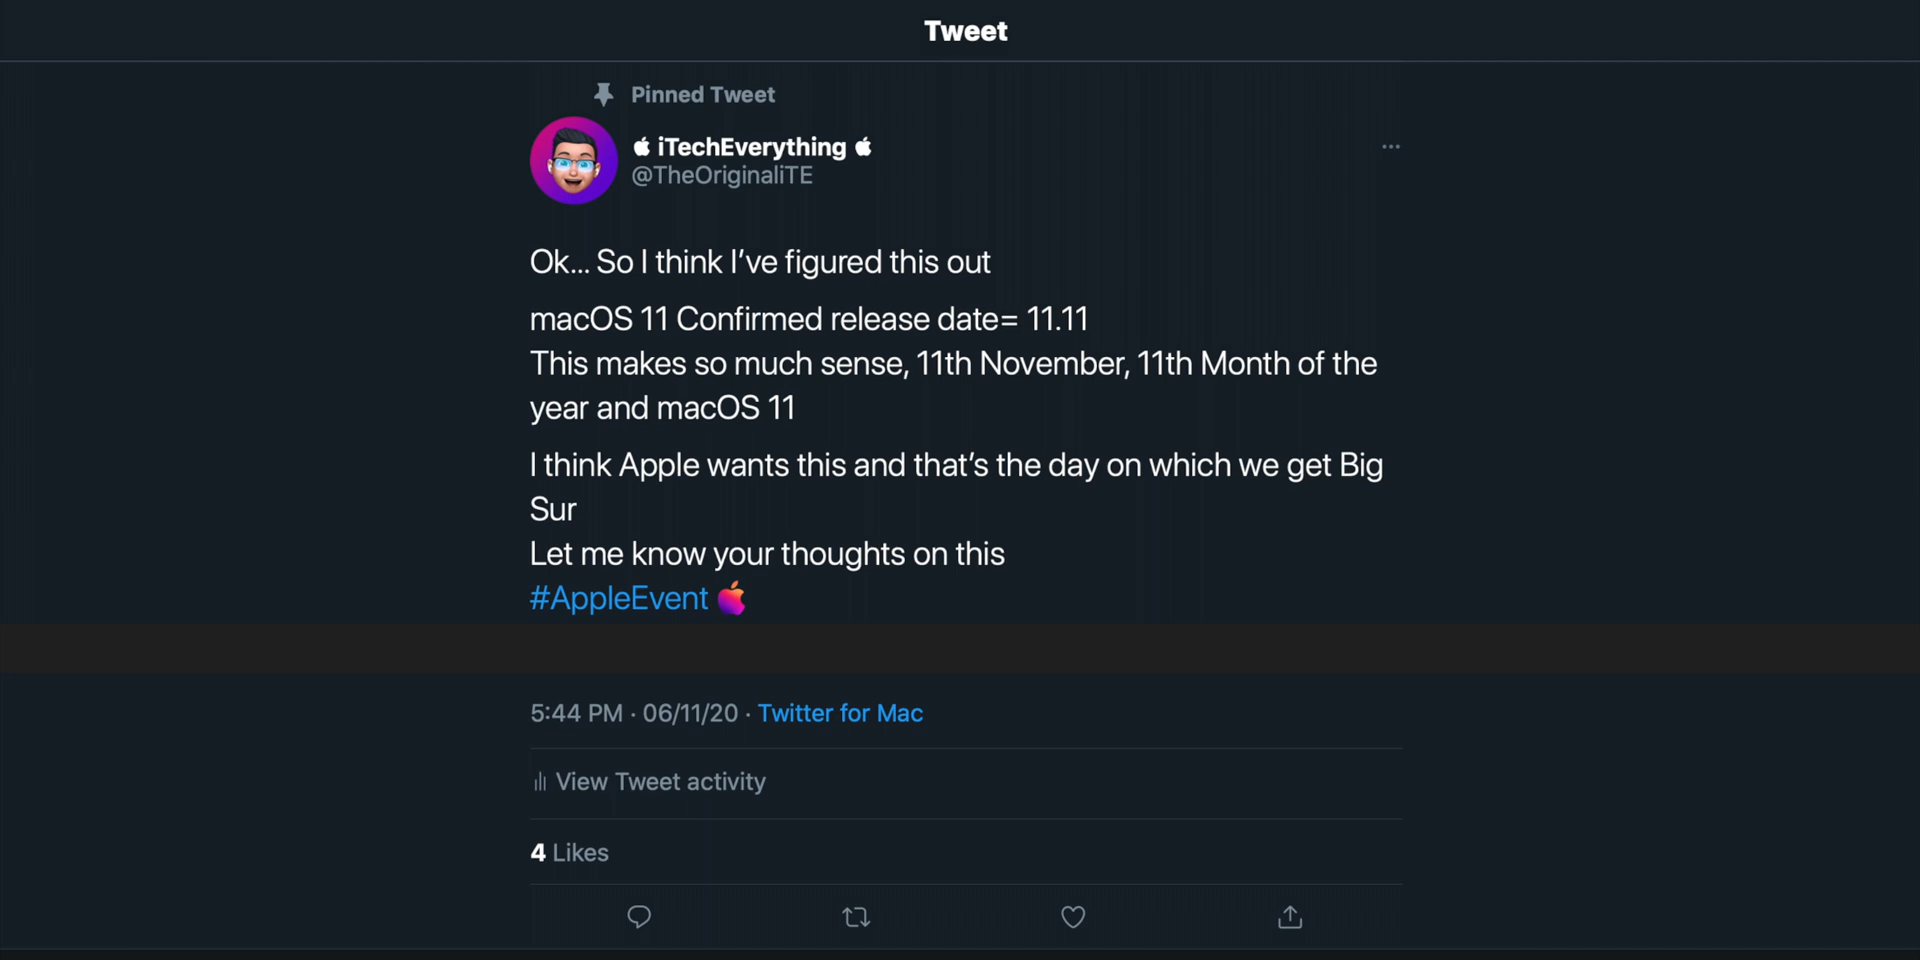 Tweet
Pinned Tweet
iTechEverything
@TheOriginaliTE
Ok... So I think I’ve figured this out
macOS 11 Confirmed release date= 11.11
This makes so much sense, 11th November, 11th Month of the
year and macOS 11
I think Apple wants this and that’s the day on which we get Big
Sur
Let me know your thoughts on this
#AppleEvent
5:44 PM · 06/11/20 · Twitter for Mac
View Tweet activity
4 Likes